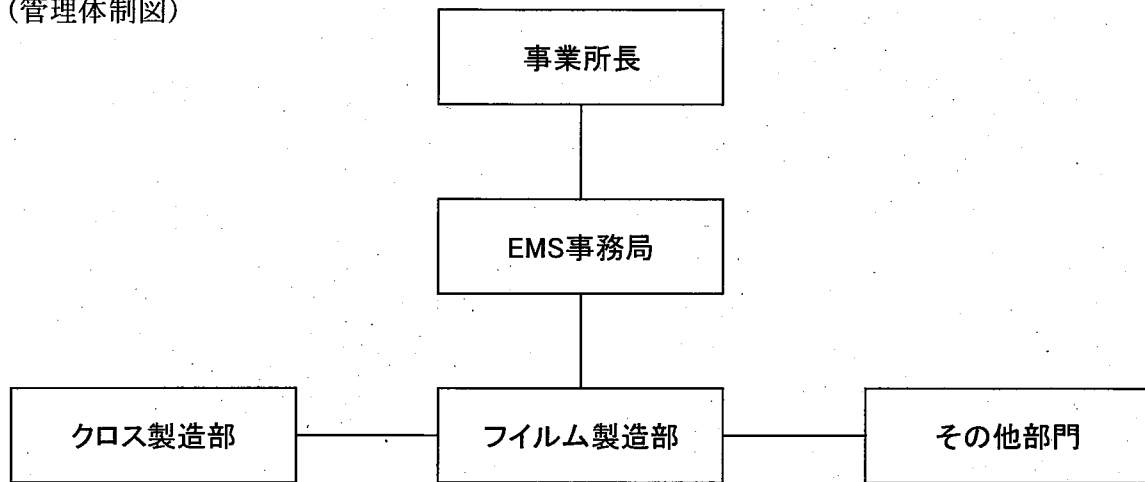 (管理体制図)
事業所長
EMS事務局
クロス製造部
フイルム製造部
その他部門